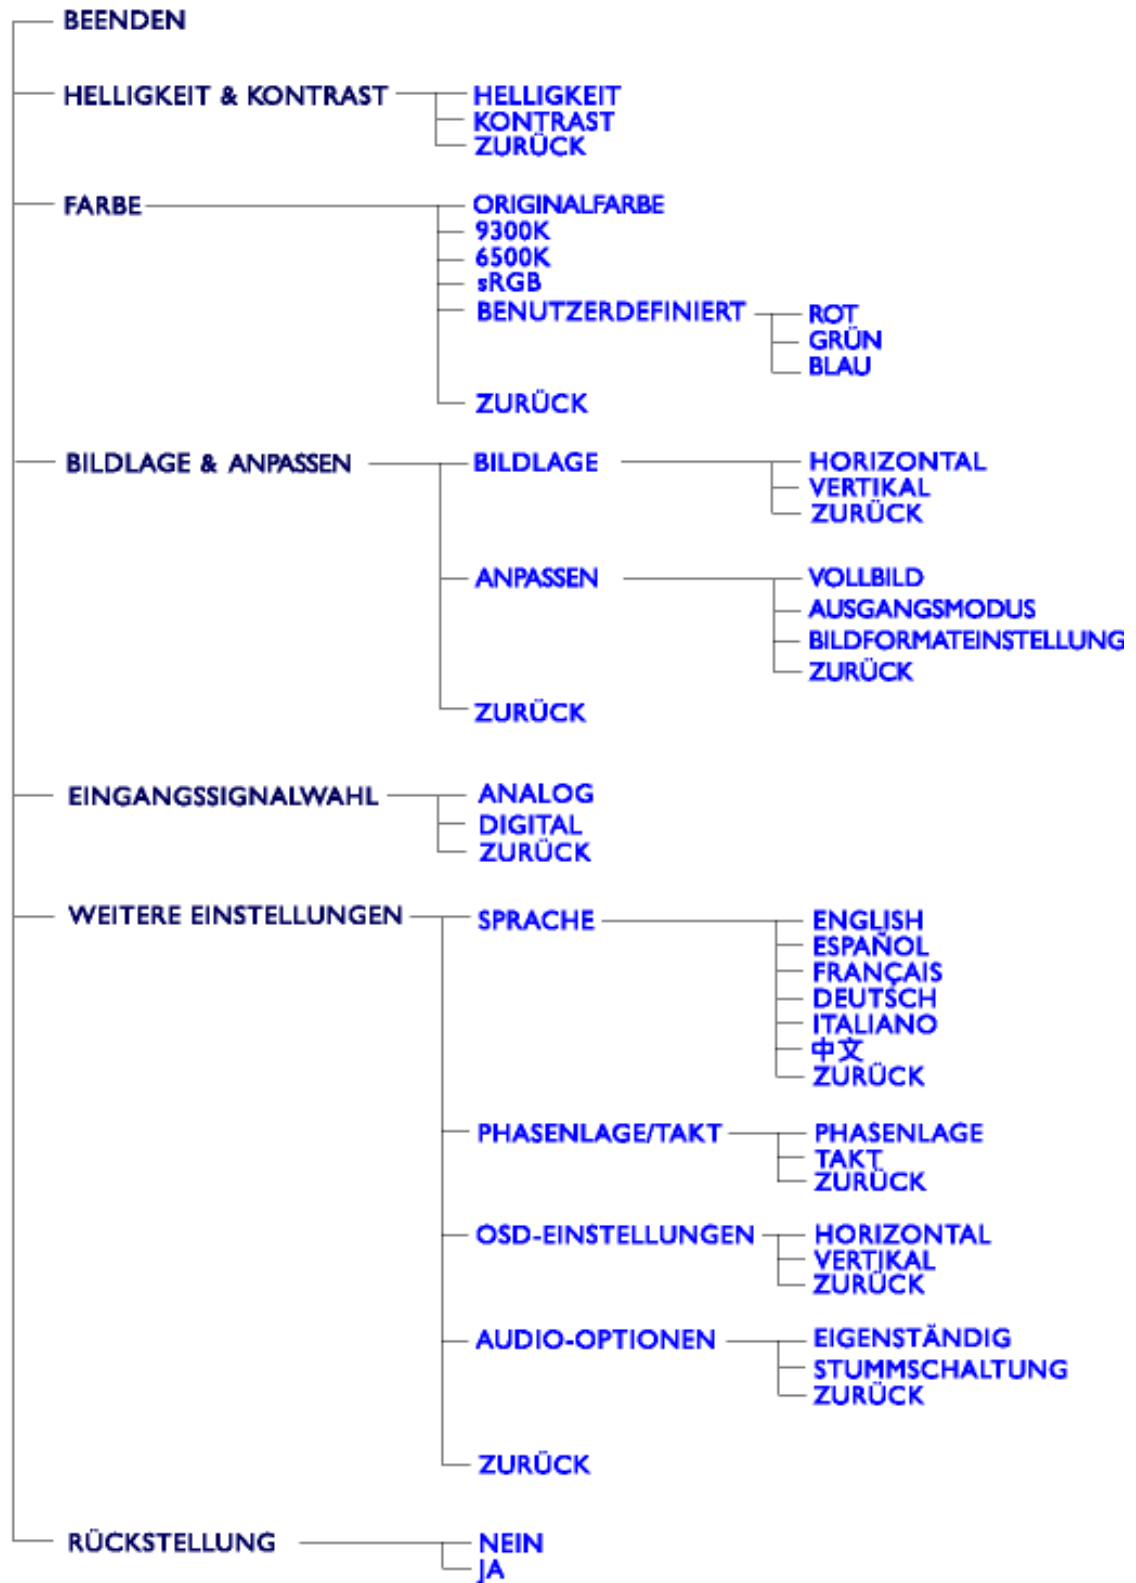 BEENDEN
HELLIGKEIT & KONTRAST
HELLIGKEIT
KONTRAST
ZURÜCK
FARBE
ORIGINALFARBE
9300K
6500K
sRGB
BENUTZERDEFINIERT
ROT
GRÜN
BLAU
ZURÜCK
BILDLAGE & ANPASSEN
BILDLAGE
HORIZONTAL
VERTIKAL
ZURÜCK
ANPASSEN
VOLLBILD
AUSGANGSMODUS
BILDFORMATEINSTELLUNG
ZURÜCK
ZURÜCK
EINGANGSSIGNALWAHL
ANALOG
DIGITAL
ZURÜCK
WEITERE EINSTELLUNGEN
SPRACHE
ENGLISH
ESPAÑOL
FRANÇAIS
DEUTSCH
ITALIANO
中文
ZURÜCK
PHASENLAGE/TAKT
PHASENLAGE
TAKT
ZURÜCK
OSD-EINSTELLUNGEN
HORIZONTAL
VERTIKAL
ZURÜCK
AUDIO-OPTIONEN
EIGENSTÄNDIG
STUMMSCHALTUNG
ZURÜCK
ZURÜCK
RÜCKSTELLUNG
NEIN
JA